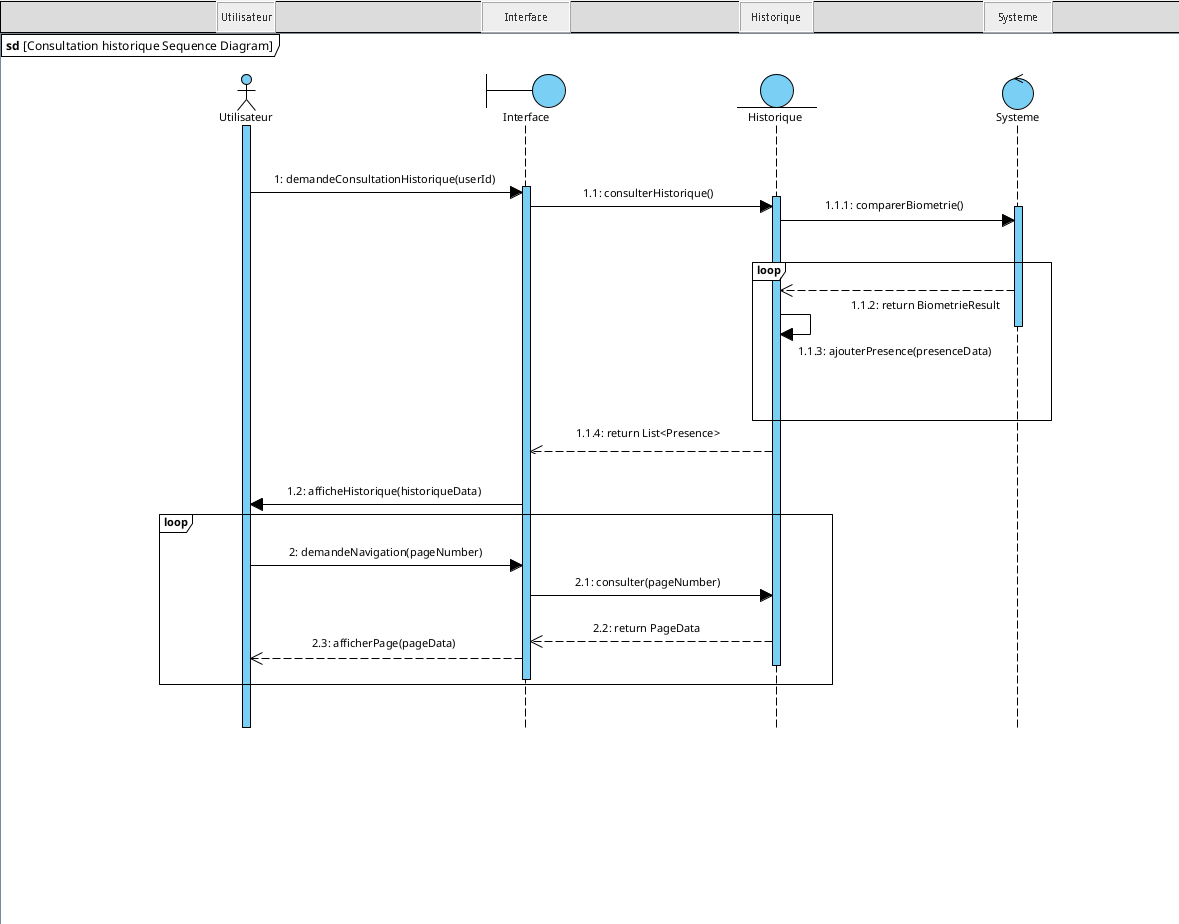 Utilisateur
Interface
Historique
Systeme
sd [Consultation historique Sequence Diagram]
Utilisateur
Interface
Historique
Systeme
1: demandeConsultationHistorique(userId)
1.1: consulterHistorique()
1.1.1: comparerBiometrie()
loop
1.1.2: return BiometrieResult
1.1.3: ajouterPresence(presenceData)
1.1.4: return List<Presence>
1.2: afficheHistorique(historiqueData)
loop
2: demandeNavigation(pageNumber)
2.1: consulter(pageNumber)
2.2: return PageData
2.3: afficherPage(pageData)